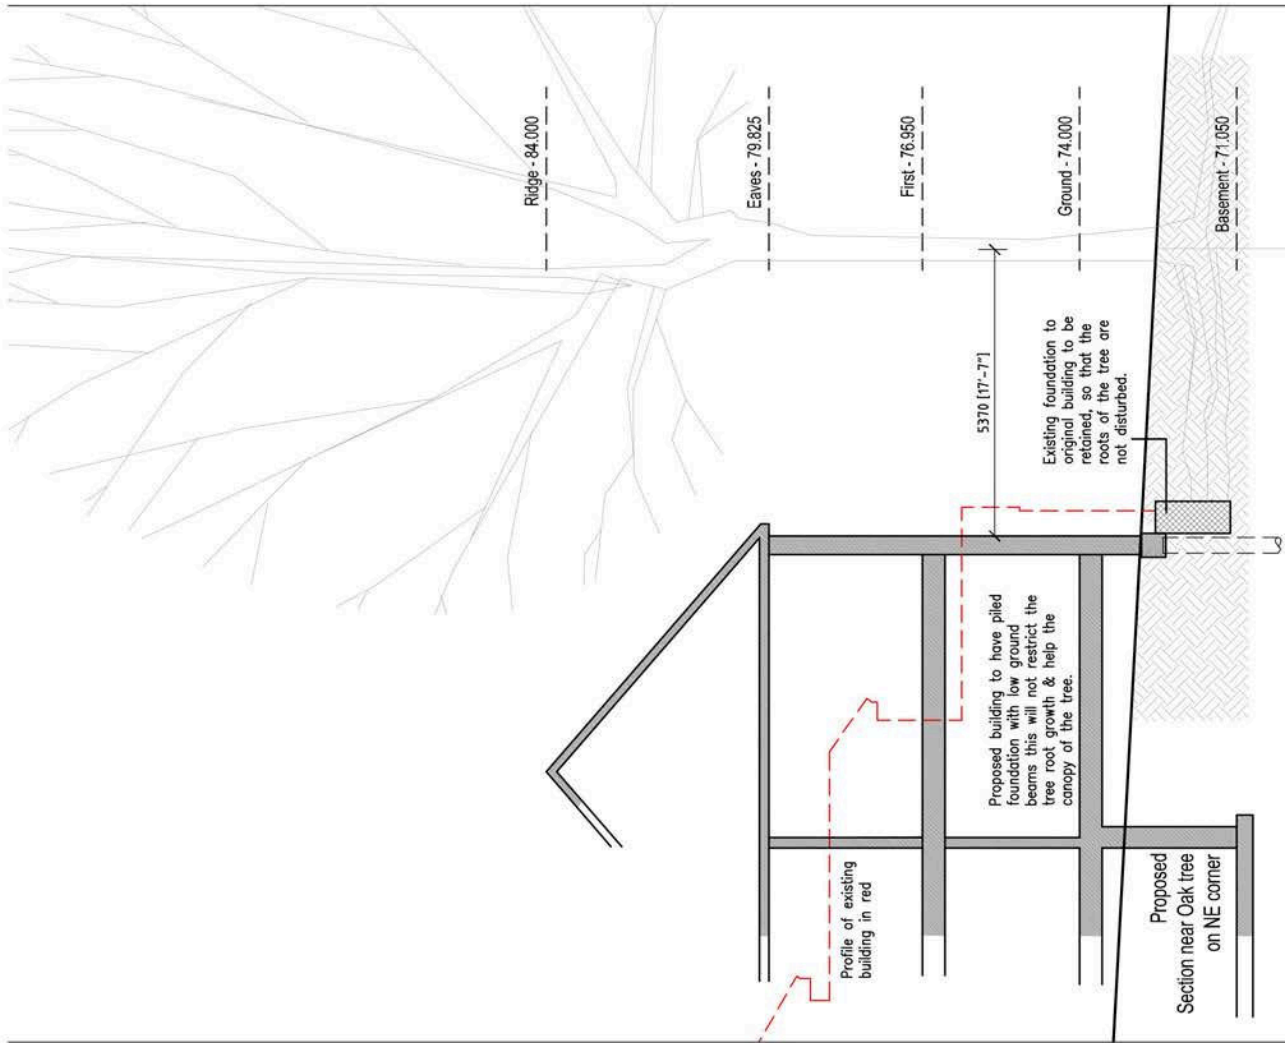 Ridge - 84.000
Eaves - 79.825
First - 76.950
Ground - 74.000
Basement - 71.050
5370 [17'-7"]
Existing foundation to
original building to be
retained, so that the
roots of the tree are
not disturbed.
Proposed building to have piled
foundation with low ground
beams this will not restrict the
tree root growth & help the
canopy of the tree.
Profile of existing
building in red
Proposed
Section near Oak tree
on NE corner